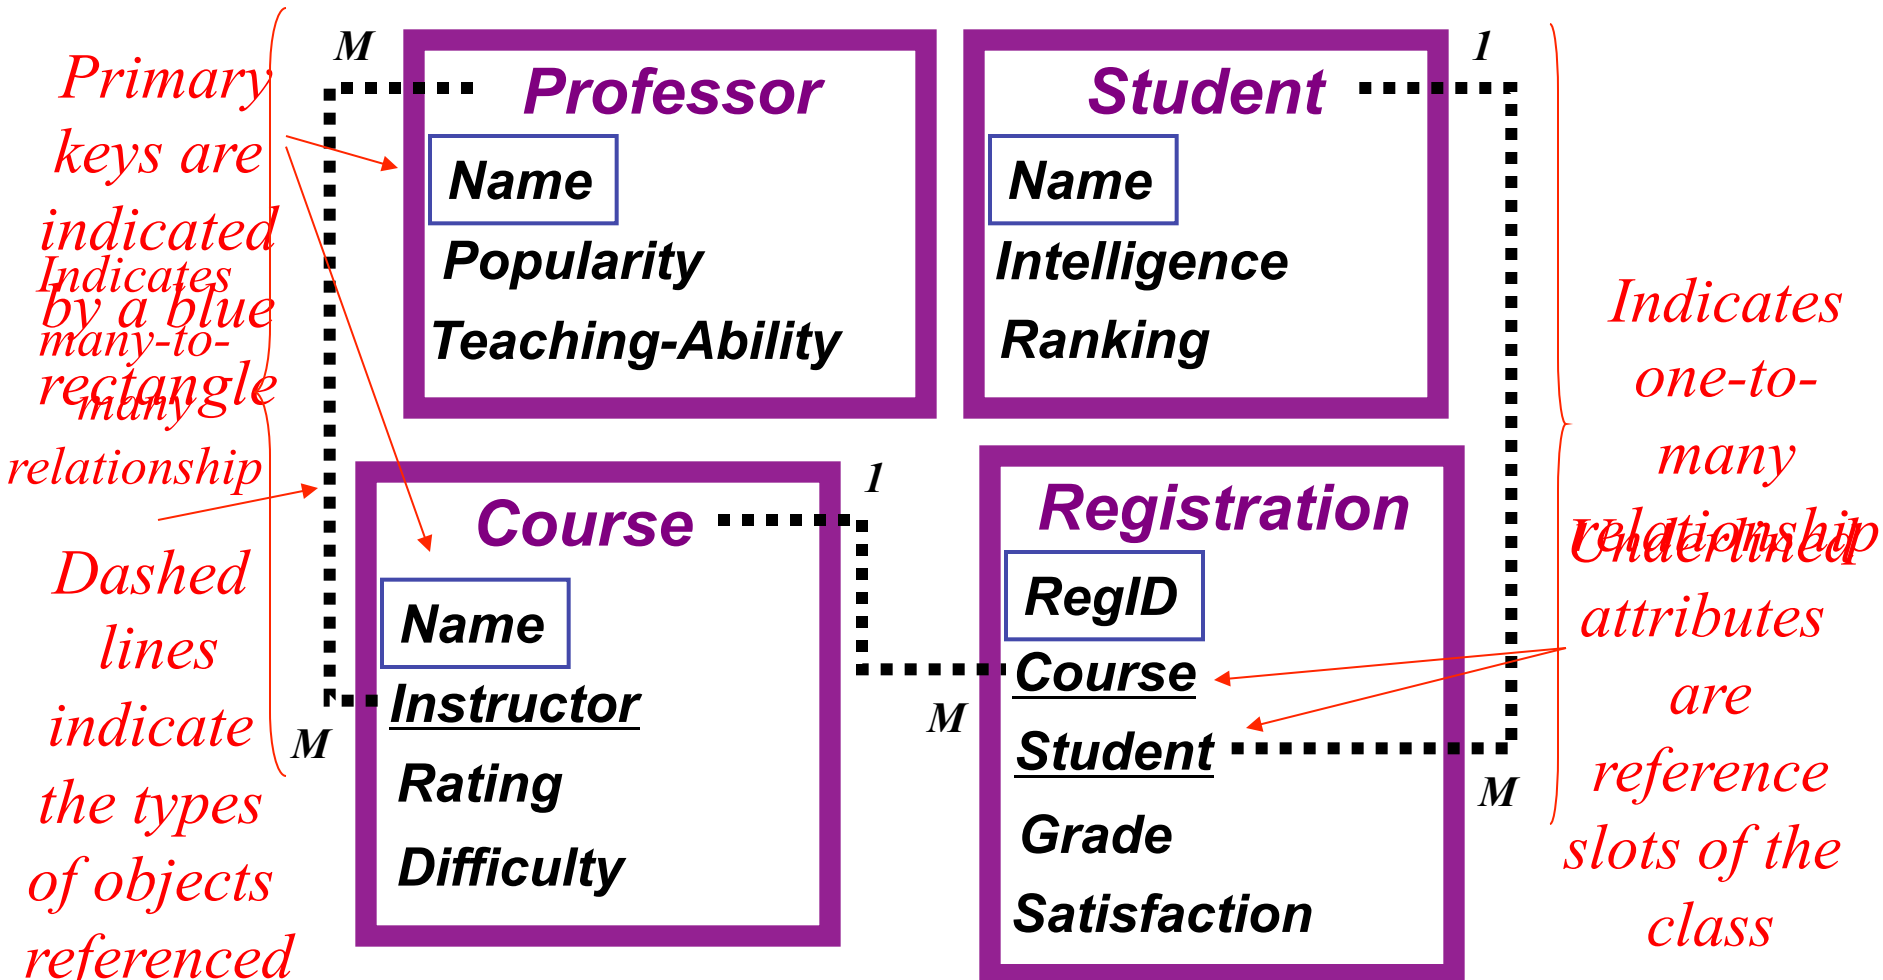 Primary
keys are
indicated
by a blue
rectangle
Indicates
many-to-
many
relationship
Dashed
lines
indicate
the types
of objects
referenced
M
Professor
Name
Popularity
Teaching-Ability
Student
1
Name
Intelligence
Ranking
Course
1
Name
Instructor
M
Rating
Difficulty
Registration
RegID
Course
M
Student
M
Grade
Satisfaction
Indicates
one-to-
many
relationship
Underlined
attributes
are
reference
slots of the
class